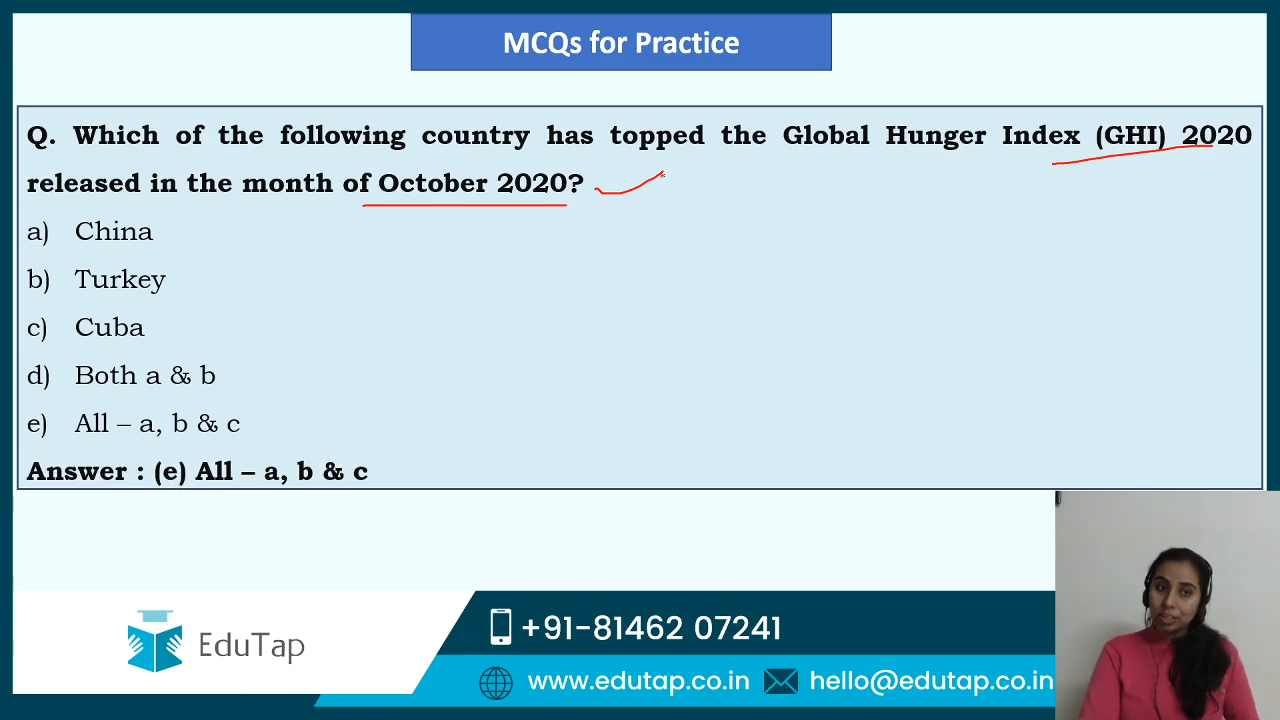 MCQs for Practice
Q. Which of the following country has topped the Global Hunger Index (GHI) 2020
released in the month of October 2020?
a) China
b) Turkey
c) Cuba
d) Both a & b
e) All – a, b & c
Answer : (e) All – a, b & c
EduTap
+91-81462 07241
www.edutap.co.in hello@edutap.co.in